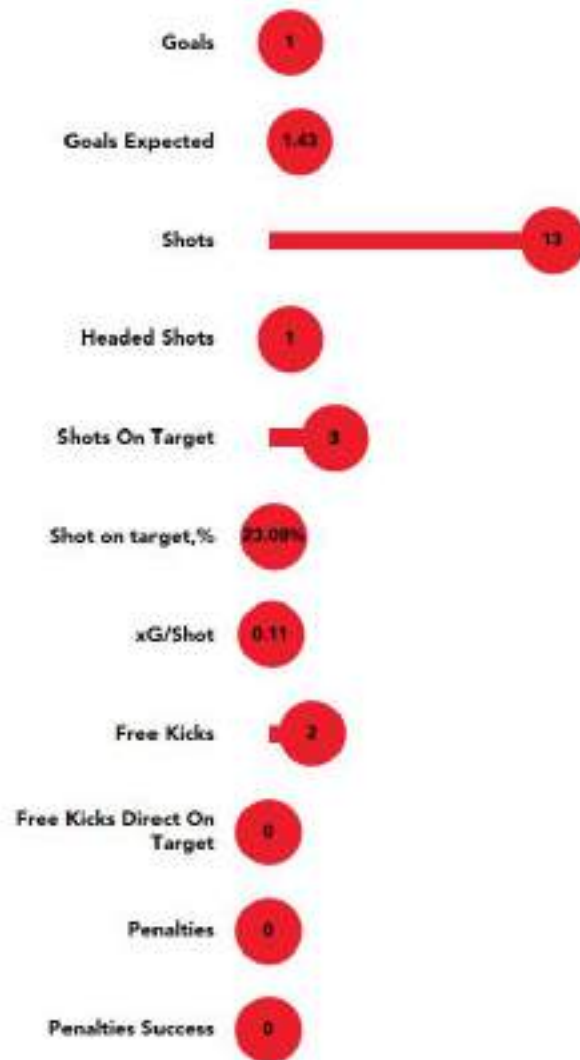 Goals 1
Goals Expected 1.43
Shots 13
Headed Shots 1
Shots On Target 3
Shot on target,% 23.08%
xG/Shot 0.11
Free Kicks 2
Free Kicks Direct On
Target 0
Penalties 0
Penalties Success 0